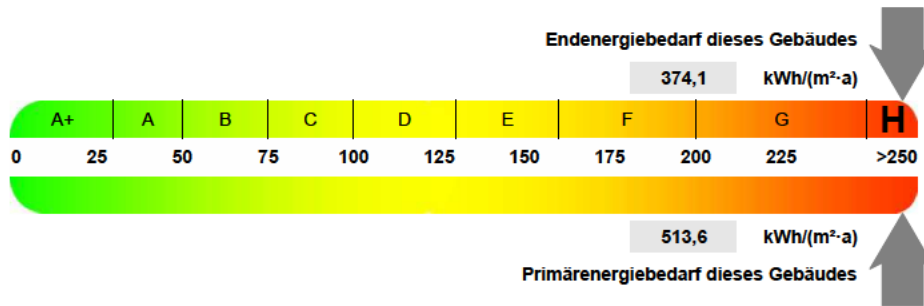 Endenergiebedarf dieses Gebäudes
374,1 kWh/(m²·a)
A+ A B C D E F G H
0 25 50 75 100 125 150 175 200 225 >250
513,6 kWh/(m²·a)
Primärenergiebedarf dieses Gebäudes